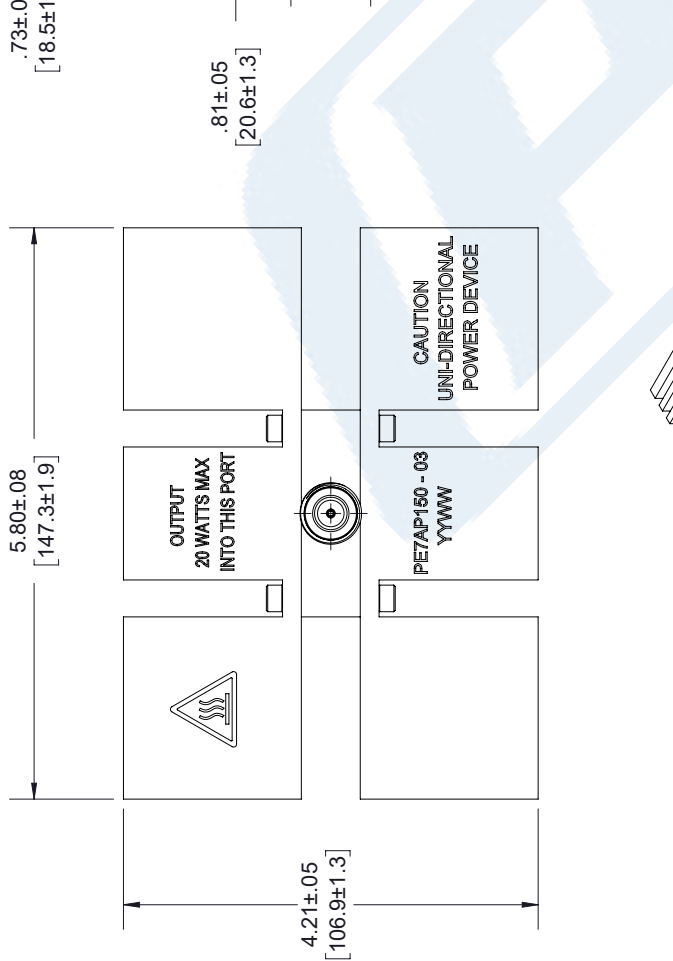 .73±.0
[18.5±1
.81±.05
[20.6±1.3]
5.80±.08
[147.3±1.9]
OUTPUT
20 WATTS MAX
INTO THIS PORT
PE7AP150 - 03
YYWW
CAUTION
UNI-DIRECTIONAL
POWER DEVICE
4.21±.05
[106.9±1.3]